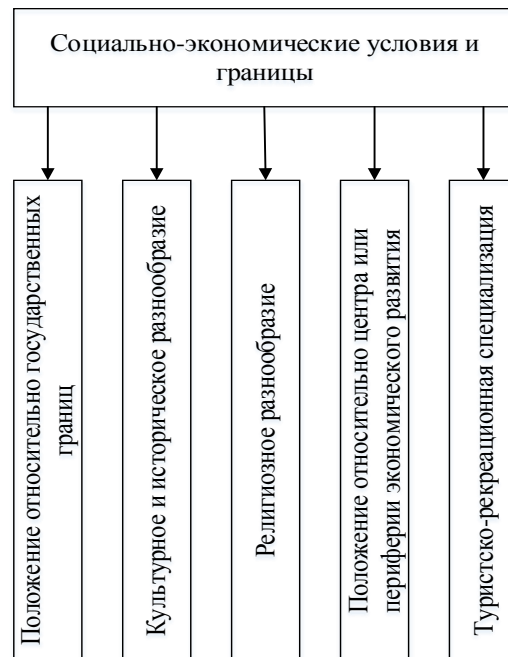 Социально-экономические условия и
границы
Положение относительно государственных
границ
Культурное и историческое разнообразие
Религиозное разнообразие
Положение относительно центра или
периферии экономического развития
Туристско-рекреационная специализация